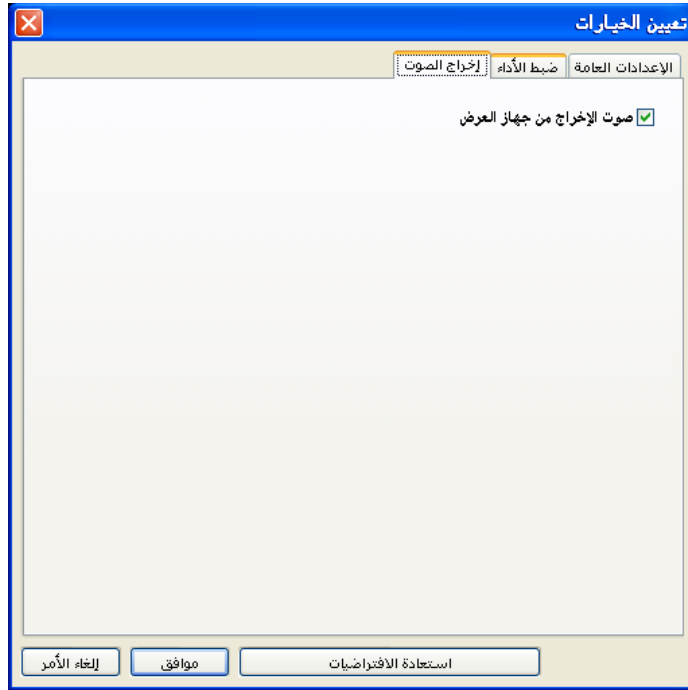 تعيين الخيارات
الإعدادات العامة ضبط الأداء إخراج الصوت
صوت الإخراج من جهاز العرض
استعادة الافتراضيات موافق إلغاء الأمر